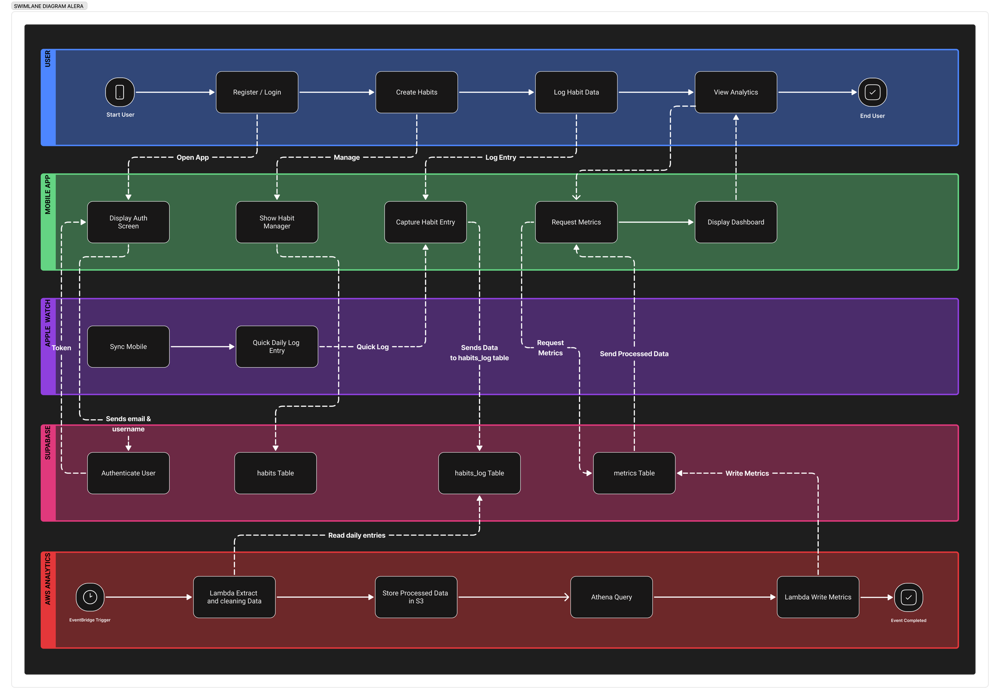 SWIMLANE DIAGRAM ALERA
USER
Start User
Register / Login
Create Habits
Log Habit Data
View Analytics
End User
Open App
Manage
Log Entry
MOBILE APP
Display Auth
Screen
Show Habit
Manager
Capture Habit Entry
Request Metrics
Display Dashboard
APPLE WATCH
Token
Sync Mobile
Quick Daily Log
Entry
Quick Log
Sends Data
to habits_log table
Request
Metrics
Send Processed Data
Sends email &
username
SUPABASE
Authenticate User
habits Table
habits_log Table
metrics Table
Write Metrics
Read daily entries
AWS ANALYTICS
EventBridge Trigger
Lambda Extract
and cleaning Data
Store Processed Data
in S3
Athena Query
Lambda Write Metrics
Event Completed